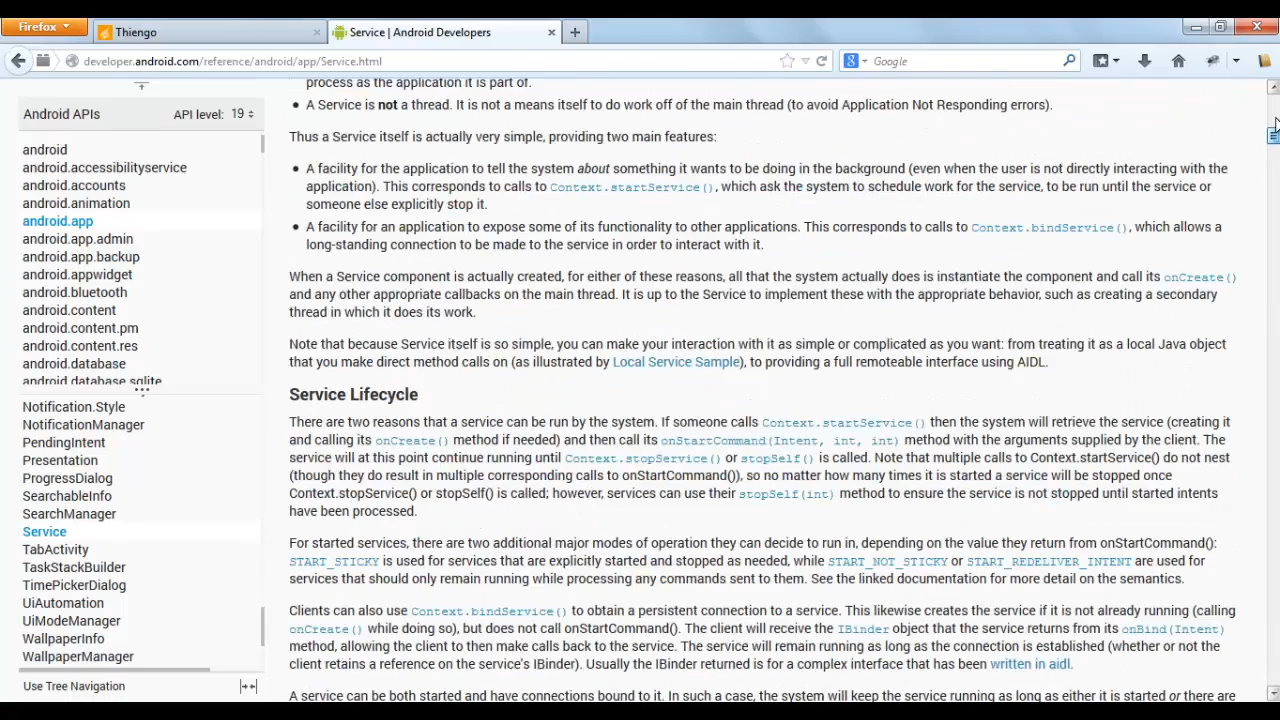 Firefox
Thiengo
Service | Android Developers
developer.android.com/reference/android/app/Service.html
Google
Android APIs
API level: 19
android
android.accessibilityservice
android.accounts
android.animation
android.app
android.app.admin
android.app.backup
android.appwidget
android.bluetooth
android.content
android.content.pm
android.content.res
android.database
android.database.sqlite
Notification.Style
NotificationManager
PendingIntent
Presentation
ProgressDialog
SearchableInfo
SearchManager
Service
TabActivity
TaskStackBuilder
TimePickerDialog
UiAutomation
UiModeManager
WallpaperInfo
WallpaperManager
Use Tree Navigation
process as the application it is part of.
• A Service is not a thread. It is not a means itself to do work off of the main thread (to avoid Application Not Responding errors).
Thus a Service itself is actually very simple, providing two main features:
• A facility for the application to tell the system about something it wants to be doing in the background (even when the user is not directly interacting with the
application). This corresponds to calls to Context.startService(), which ask the system to schedule work for the service, to be run until the service or
someone else explicitly stop it.
• A facility for an application to expose some of its functionality to other applications. This corresponds to calls to Context.bindService(), which allows a
long-standing connection to be made to the service in order to interact with it.
When a Service component is actually created, for either of these reasons, all that the system actually does is instantiate the component and call its onCreate()
and any other appropriate callbacks on the main thread. It is up to the Service to implement these with the appropriate behavior, such as creating a secondary
thread in which it does its work.
Note that because Service itself is so simple, you can make your interaction with it as simple or complicated as you want: from treating it as a local Java object
that you make direct method calls on (as illustrated by Local Service Sample), to providing a full remoteable interface using AIDL.
Service Lifecycle
There are two reasons that a service can be run by the system. If someone calls Context.startService() then the system will retrieve the service (creating it
and calling its onCreate() method if needed) and then call its onStartCommand(Intent, int, int) method with the arguments supplied by the client. The
service will at this point continue running until Context.stopService() or stopSelf() is called. Note that multiple calls to Context.startService() do not nest
(though they do result in multiple corresponding calls to onStartCommand()), so no matter how many times it is started a service will be stopped once
Context.stopService() or stopSelf() is called; however, services can use their stopSelf(int) method to ensure the service is not stopped until started intents
have been processed.
For started services, there are two additional major modes of operation they can decide to run in, depending on the value they return from onStartCommand():
START_STICKY is used for services that are explicitly started and stopped as needed, while START_NOT_STICKY or START_REDELIVER_INTENT are used for
services that should only remain running while processing any commands sent to them. See the linked documentation for more detail on the semantics.
Clients can also use Context.bindService() to obtain a persistent connection to a service. This likewise creates the service if it is not already running (calling
onCreate() while doing so), but does not call onStartCommand(). The client will receive the IBinder object that the service returns from its onBind(Intent)
method, allowing the client to then make calls back to the service. The service will remain running as long as the connection is established (whether or not the
client retains a reference on the service's IBinder). Usually the IBinder returned is for a complex interface that has been written in aidl.
A service can be both started and have connections bound to it. In such a case, the system will keep the service running as long as either it is started or there are